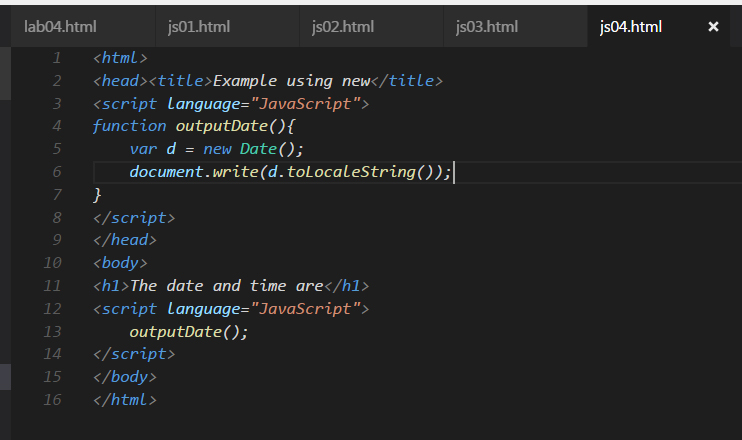 lab04.html js01.html js02.html js03.html js04.html ×
1 <html>
2 <head><title>Example using new</title>
3 <script language="JavaScript">
4 function outputDate(){
5     var d = new Date();
6     document.write(d.toLocaleString());
7 }
8 </script>
9 </head>
10 <body>
11 <h1>The date and time are</h1>
12 <script language="JavaScript">
13     outputDate();
14 </script>
15 </body>
16 </html>